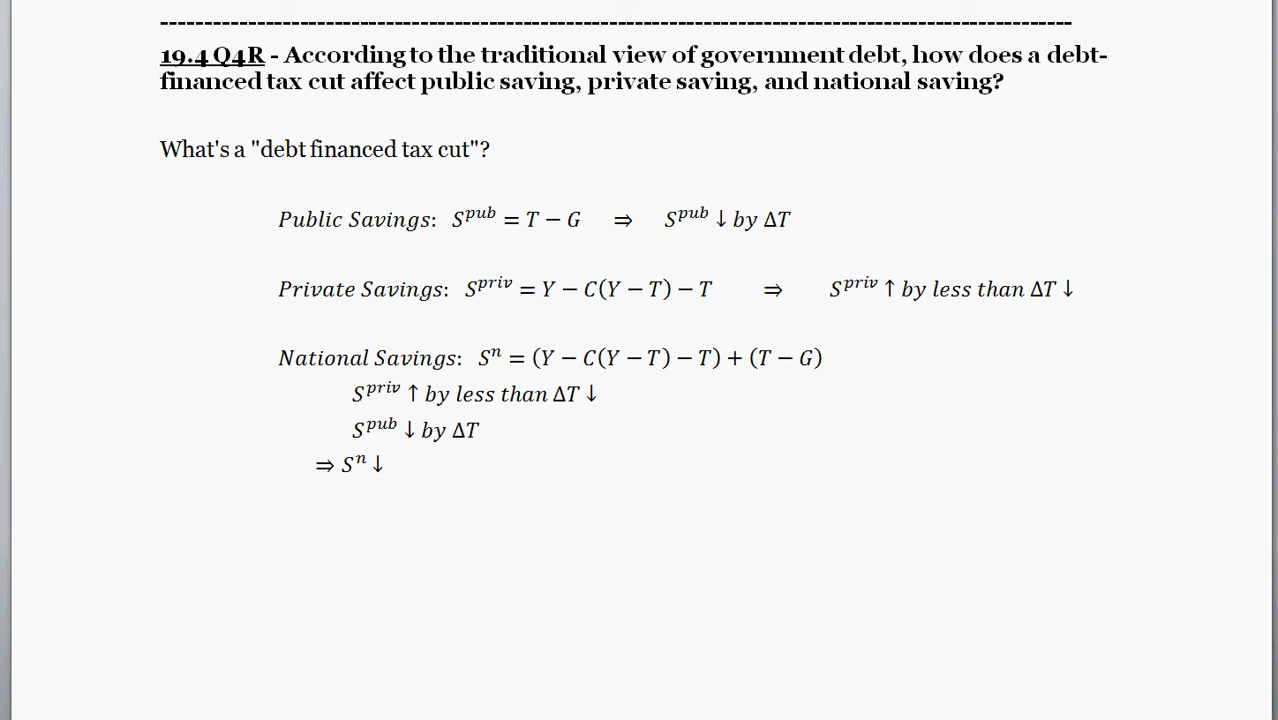 19.4 Q4R - According to the traditional view of government debt, how does a debt-
financed tax cut affect public saving, private saving, and national saving?
What's a "debt financed tax cut"?
Public Savings: S^pub = T − G ⇒ S^pub ↓ by ΔT
Private Savings: S^priv = Y − C(Y − T) − T ⇒ S^priv ↑ by less than ΔT ↓
National Savings: S^n = (Y − C(Y − T) − T) + (T − G)
S^priv ↑ by less than ΔT ↓
S^pub ↓ by ΔT
⇒ S^n ↓